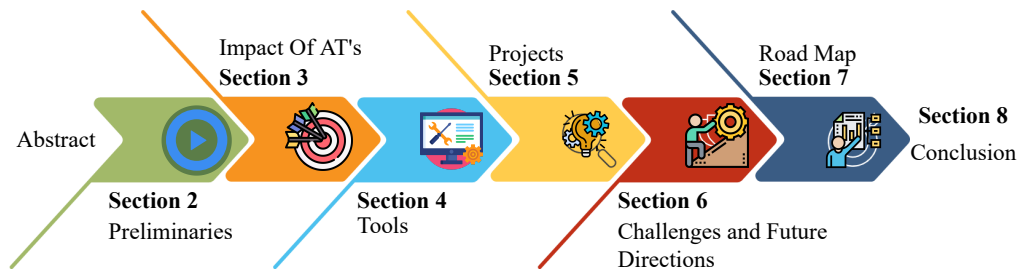 Abstract
Section 2
Preliminaries
Impact Of AT's
Section 3
Section 4
Tools
Projects
Section 5
Section 6
Challenges and Future
Directions
Road Map
Section 7
Section 8
Conclusion